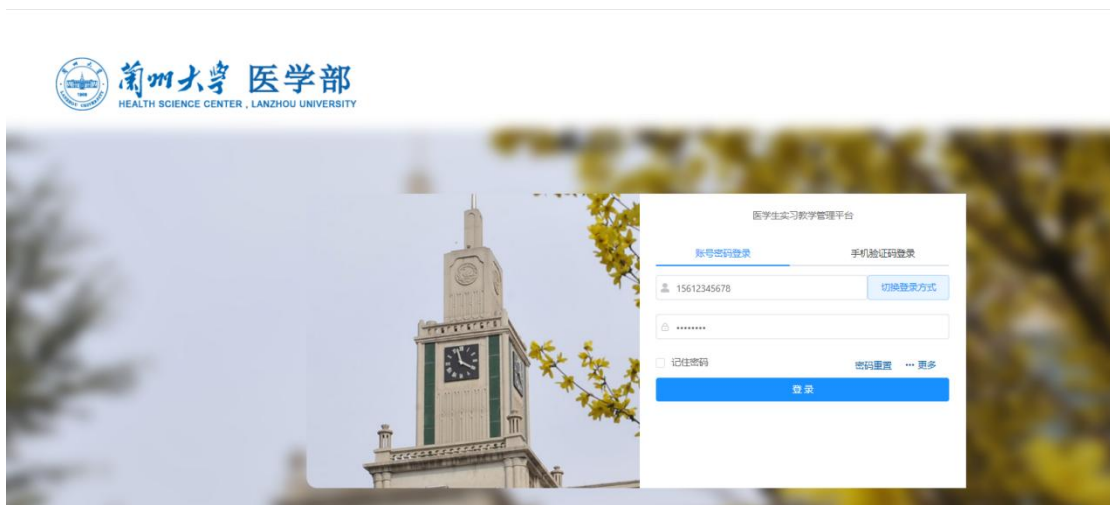 蘭州大学 医学部
HEALTH SCIENCE CENTER , LANZHOU UNIVERSITY
医学生实习教学管理平台
账号密码登录 手机验证码登录
15612345678 切换登录方式
••••••••
记住密码 密码重置 ••• 更多
登录